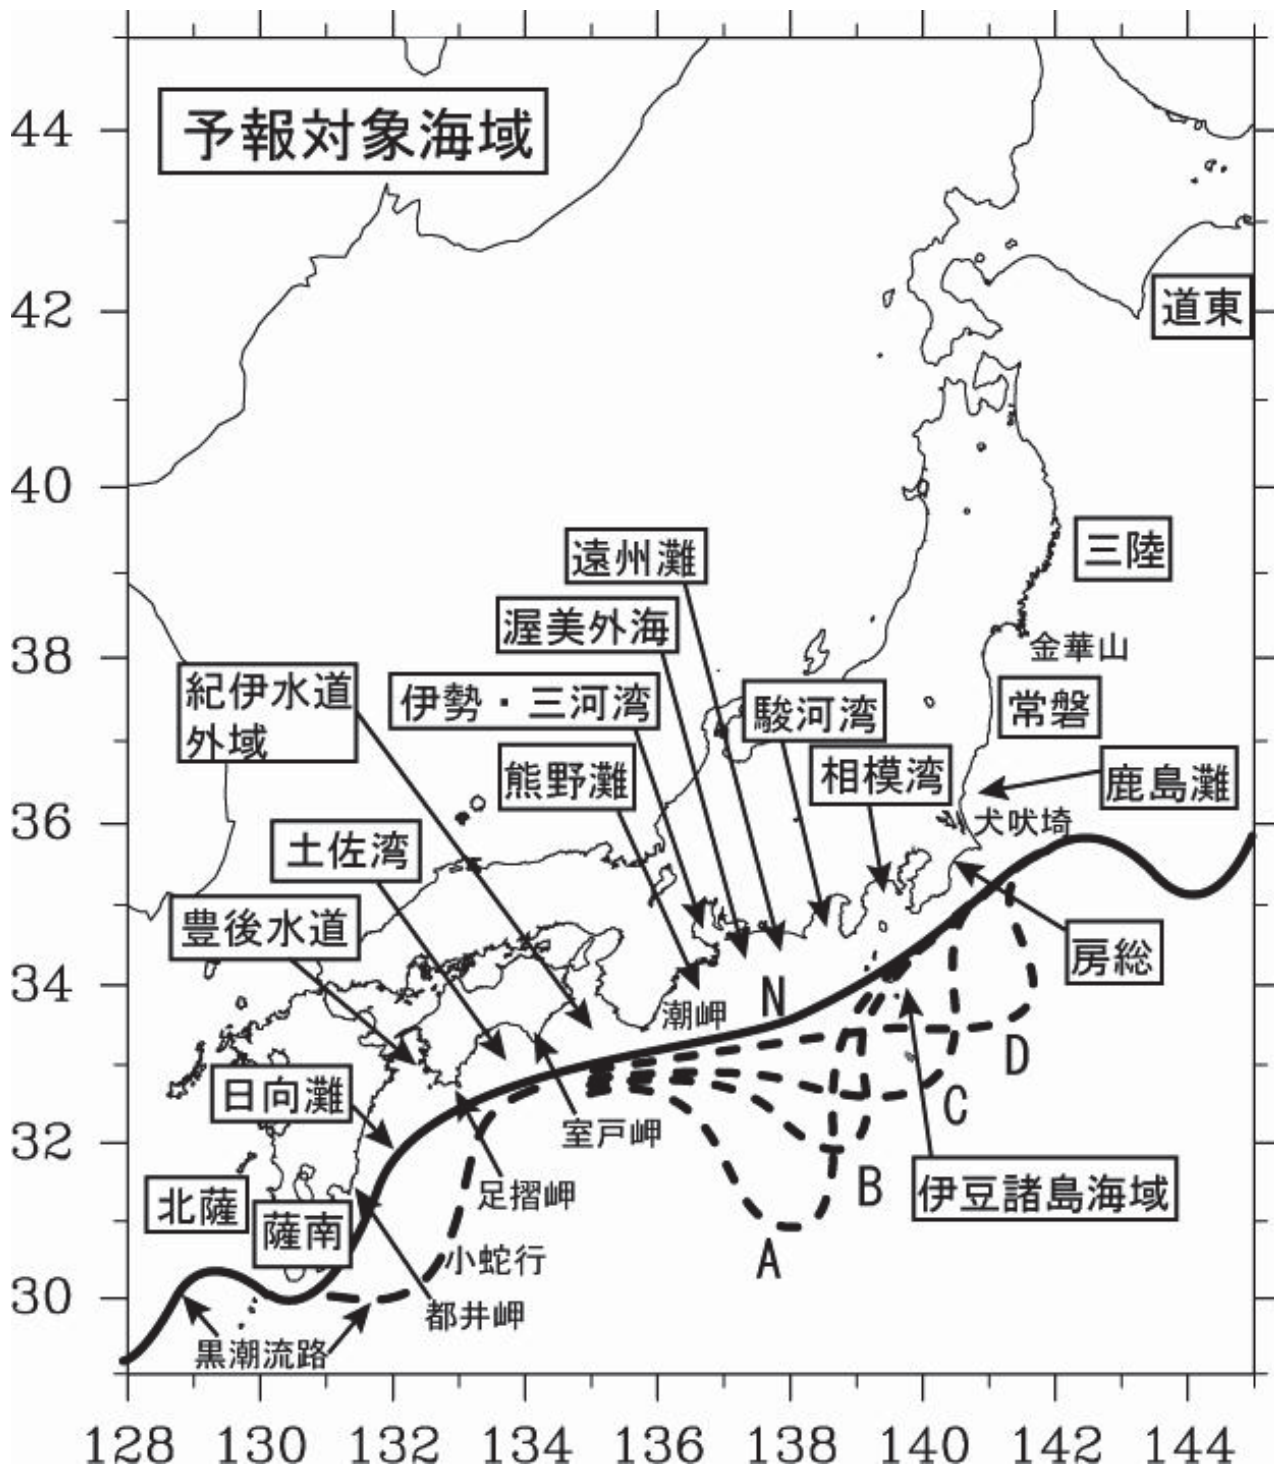 予報対象海域
44
道東
42
40
遠州灘
三陸
渥美外海
金華山
38
紀伊水道
外域
伊勢・三河湾
駿河湾
常磐
熊野灘
相模湾
鹿島灘
36
犬吠埼
土佐湾
豊後水道
房総
34
潮岬
N
D
日向灘
室戸岬
C
32
足摺岬
B
伊豆諸島海域
北薩
薩南
A
小蛇行
30
都井岬
黒潮流路
128 130 132 134 136 138 140 142 144